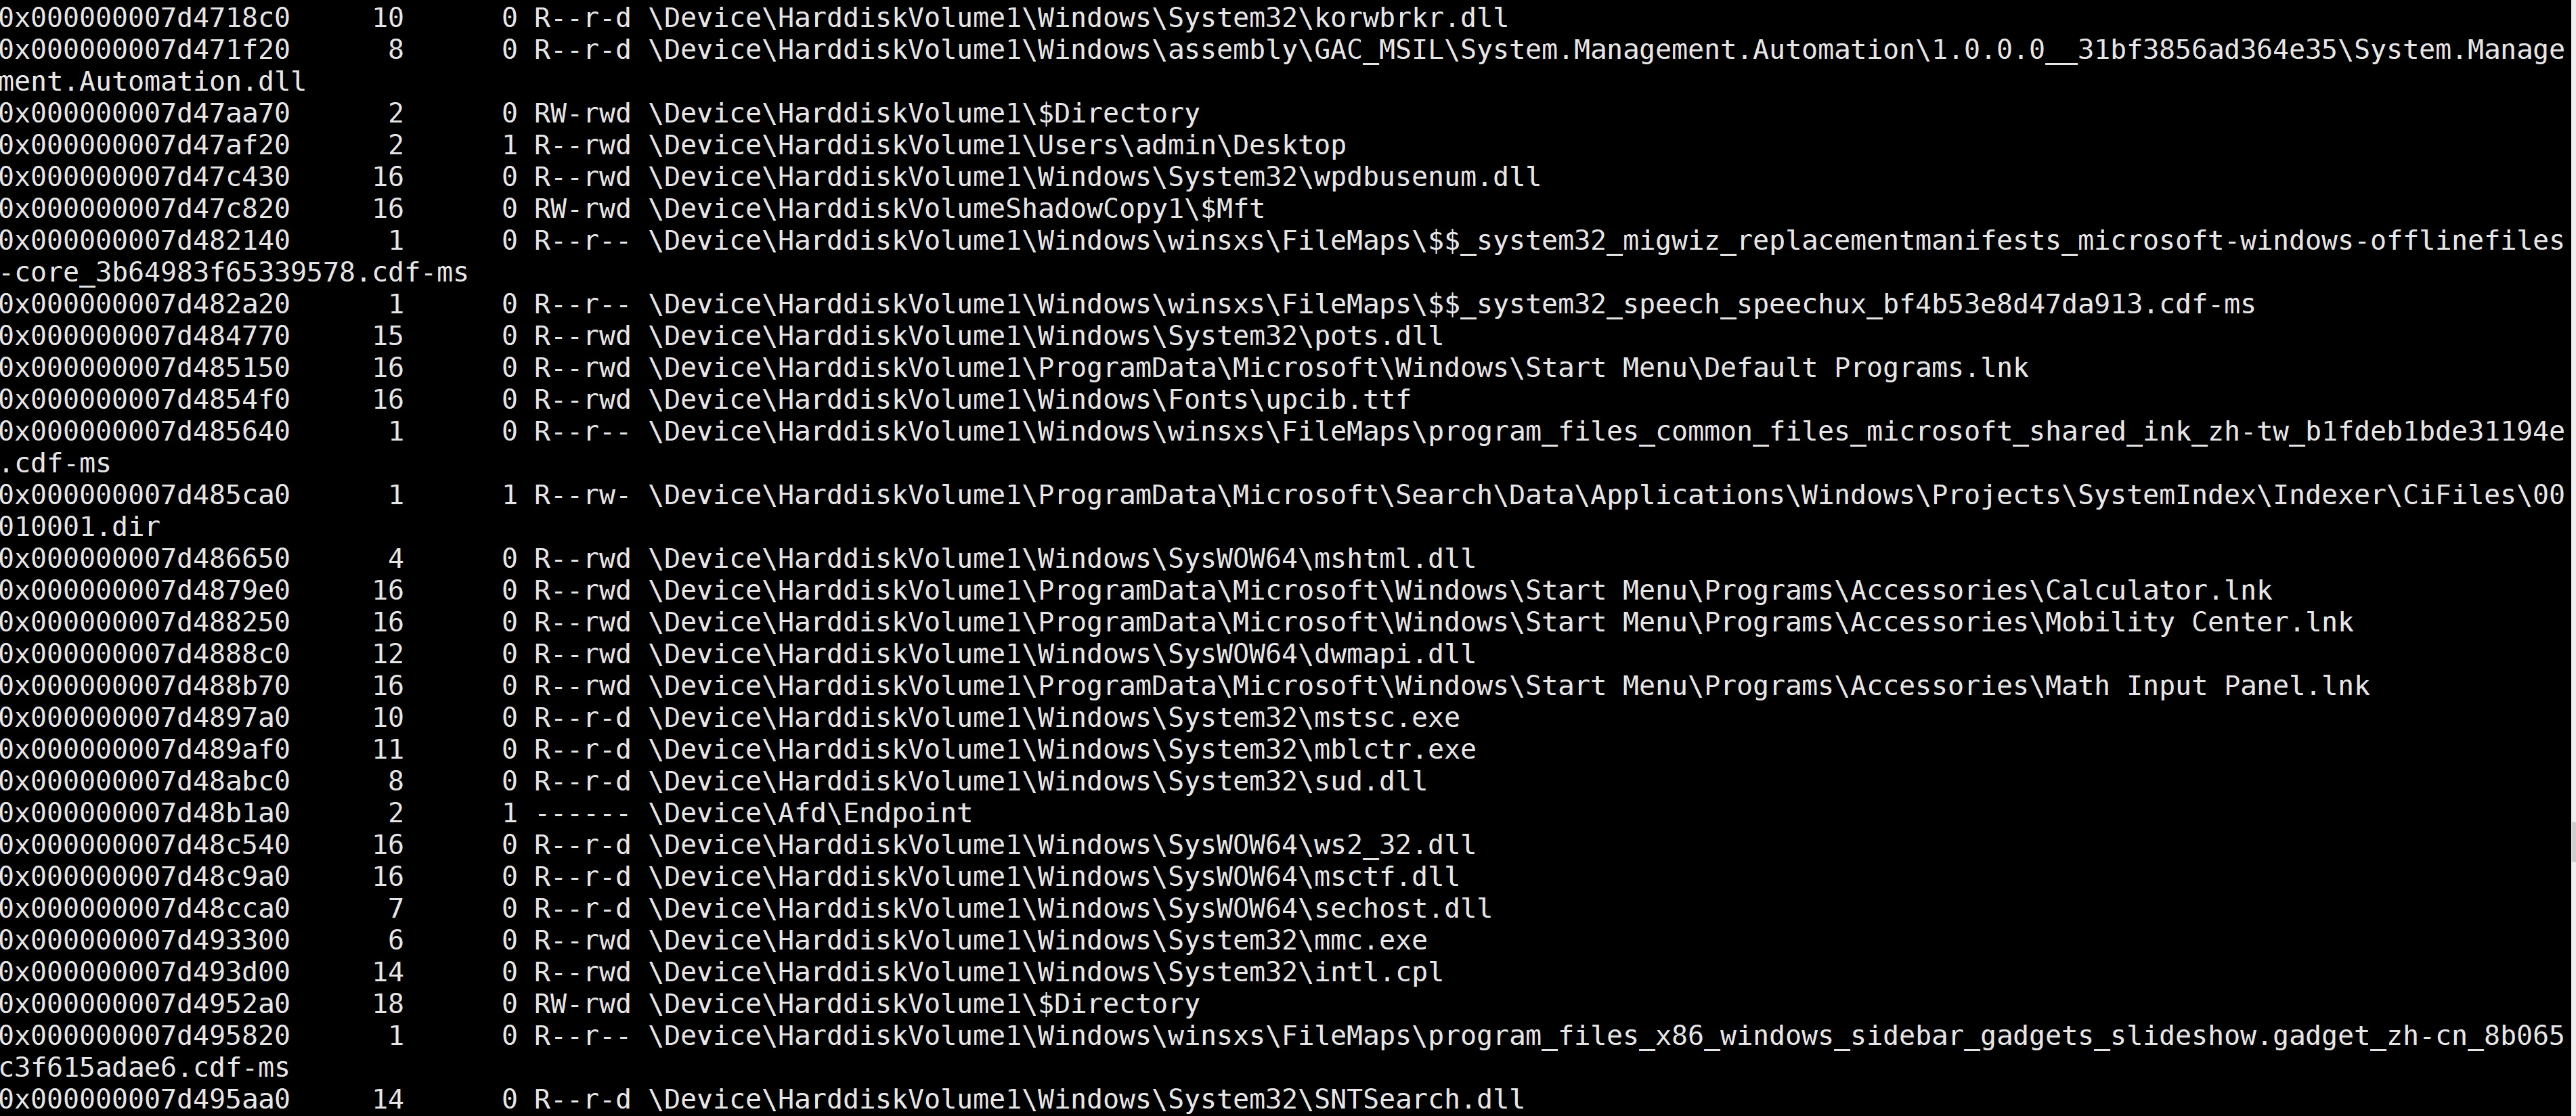 0x000000007d4718c0     10      0 R--r-d \Device\HarddiskVolume1\Windows\System32\korwbrkr.dll
0x000000007d471f20      8      0 R--r-d \Device\HarddiskVolume1\Windows\assembly\GAC_MSIL\System.Management.Automation\1.0.0.0__31bf3856ad364e35\System.Manage
ment.Automation.dll
0x000000007d47aa70      2      0 RW-rwd \Device\HarddiskVolume1\$Directory
0x000000007d47af20      2      1 R--rwd \Device\HarddiskVolume1\Users\admin\Desktop
0x000000007d47c430     16      0 R--rwd \Device\HarddiskVolume1\Windows\System32\wpdbusenum.dll
0x000000007d47c820     16      0 RW-rwd \Device\HarddiskVolumeShadowCopy1\$Mft
0x000000007d482140      1      0 R--r-- \Device\HarddiskVolume1\Windows\winsxs\FileMaps\$$_system32_migwiz_replacementmanifests_microsoft-windows-offlinefiles
-core_3b64983f65339578.cdf-ms
0x000000007d482a20      1      0 R--r-- \Device\HarddiskVolume1\Windows\winsxs\FileMaps\$$_system32_speech_speechux_bf4b53e8d47da913.cdf-ms
0x000000007d484770     15      0 R--rwd \Device\HarddiskVolume1\Windows\System32\pots.dll
0x000000007d485150     16      0 R--rwd \Device\HarddiskVolume1\ProgramData\Microsoft\Windows\Start Menu\Default Programs.lnk
0x000000007d4854f0     16      0 R--rwd \Device\HarddiskVolume1\Windows\Fonts\upcib.ttf
0x000000007d485640      1      0 R--r-- \Device\HarddiskVolume1\Windows\winsxs\FileMaps\program_files_common_files_microsoft_shared_ink_zh-tw_b1fdeb1bde31194e
.cdf-ms
0x000000007d485ca0      1      1 R--rw- \Device\HarddiskVolume1\ProgramData\Microsoft\Search\Data\Applications\Windows\Projects\SystemIndex\Indexer\CiFiles\00
010001.dir
0x000000007d486650      4      0 R--rwd \Device\HarddiskVolume1\Windows\SysWOW64\mshtml.dll
0x000000007d4879e0     16      0 R--rwd \Device\HarddiskVolume1\ProgramData\Microsoft\Windows\Start Menu\Programs\Accessories\Calculator.lnk
0x000000007d488250     16      0 R--rwd \Device\HarddiskVolume1\ProgramData\Microsoft\Windows\Start Menu\Programs\Accessories\Mobility Center.lnk
0x000000007d4888c0     12      0 R--rwd \Device\HarddiskVolume1\Windows\SysWOW64\dwmapi.dll
0x000000007d488b70     16      0 R--rwd \Device\HarddiskVolume1\ProgramData\Microsoft\Windows\Start Menu\Programs\Accessories\Math Input Panel.lnk
0x000000007d4897a0     10      0 R--r-d \Device\HarddiskVolume1\Windows\System32\mstsc.exe
0x000000007d489af0     11      0 R--r-d \Device\HarddiskVolume1\Windows\System32\mblctr.exe
0x000000007d48abc0      8      0 R--r-d \Device\HarddiskVolume1\Windows\System32\sud.dll
0x000000007d48b1a0      2      1 ------ \Device\Afd\Endpoint
0x000000007d48c540     16      0 R--r-d \Device\HarddiskVolume1\Windows\SysWOW64\ws2_32.dll
0x000000007d48c9a0     16      0 R--r-d \Device\HarddiskVolume1\Windows\SysWOW64\msctf.dll
0x000000007d48cca0      7      0 R--r-d \Device\HarddiskVolume1\Windows\SysWOW64\sechost.dll
0x000000007d493300      6      0 R--rwd \Device\HarddiskVolume1\Windows\System32\mmc.exe
0x000000007d493d00     14      0 R--rwd \Device\HarddiskVolume1\Windows\System32\intl.cpl
0x000000007d4952a0     18      0 RW-rwd \Device\HarddiskVolume1\$Directory
0x000000007d495820      1      0 R--r-- \Device\HarddiskVolume1\Windows\winsxs\FileMaps\program_files_x86_windows_sidebar_gadgets_slideshow.gadget_zh-cn_8b065
c3f615adae6.cdf-ms
0x000000007d495aa0     14      0 R--r-d \Device\HarddiskVolume1\Windows\System32\SNTSearch.dll